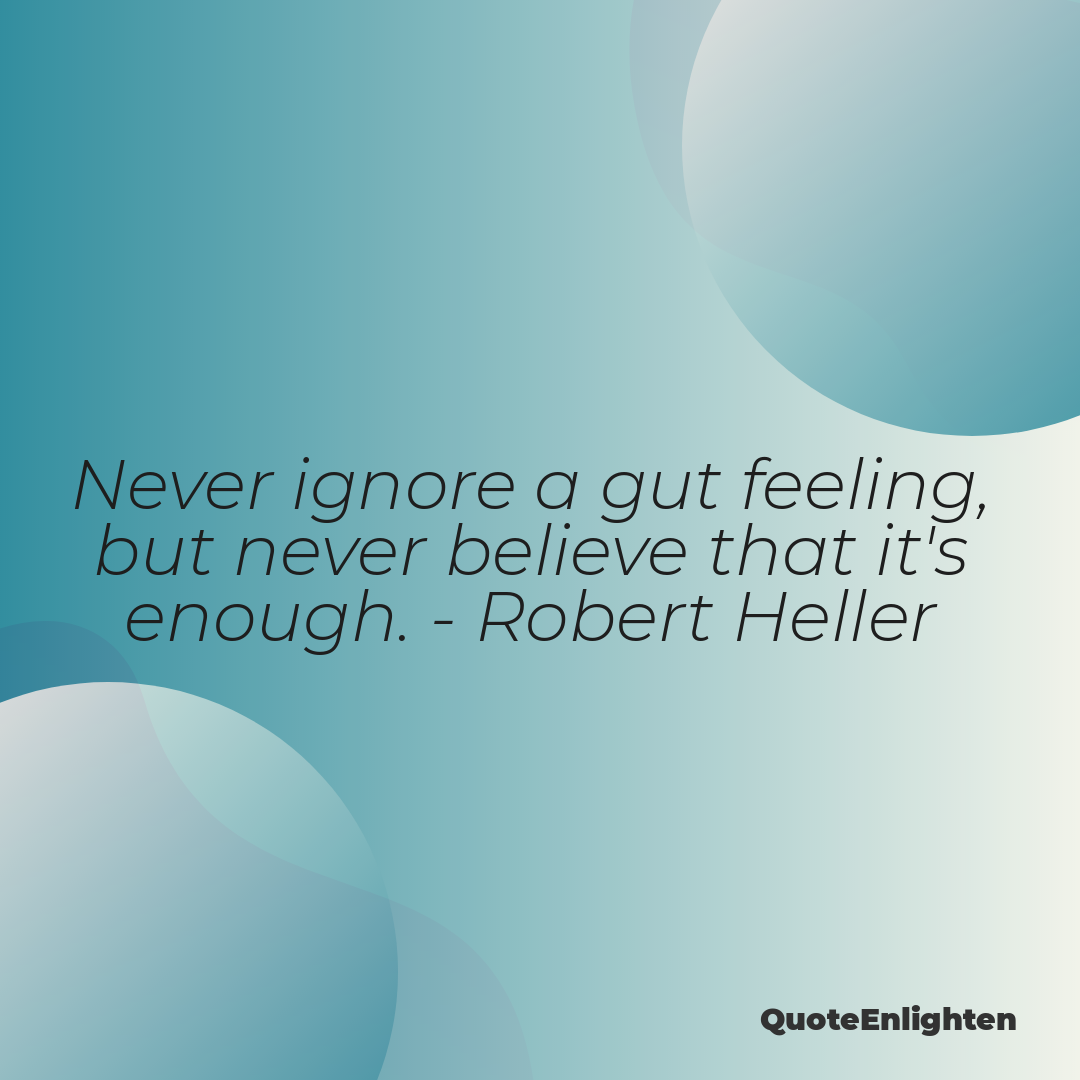 Never ignore a gut feeling,
but never believe that it's
enough. - Robert Heller
QuoteEnlighten